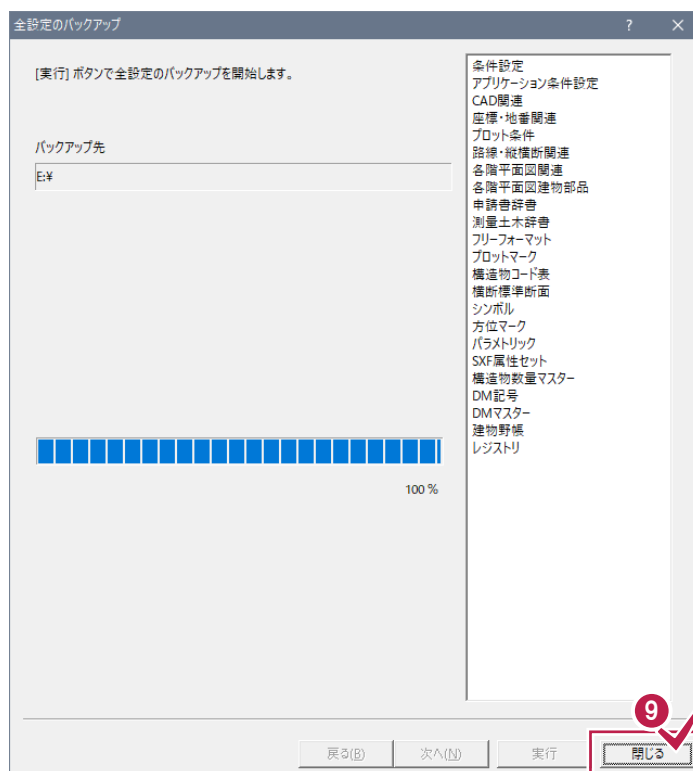 全設定のバックアップ
? ×
[実行] ボタンで全設定のバックアップを開始します。
バックアップ先
E:¥
100 %
条件設定
アプリケーション条件設定
CAD関連
座標・地番関連
プロット条件
路線・縦横断関連
各階平面図関連
各階平面図建物部品
申請書辞書
測量土木辞書
フリーフォーマット
プロットマーク
構造物コード表
横断標準断面
シンボル
方位マーク
パラメトリック
SXF属性セット
構造物数量マスター
DM記号
DMマスター
建物野帳
レジストリ
9
戻る(B) 次へ(N) 実行 閉じる